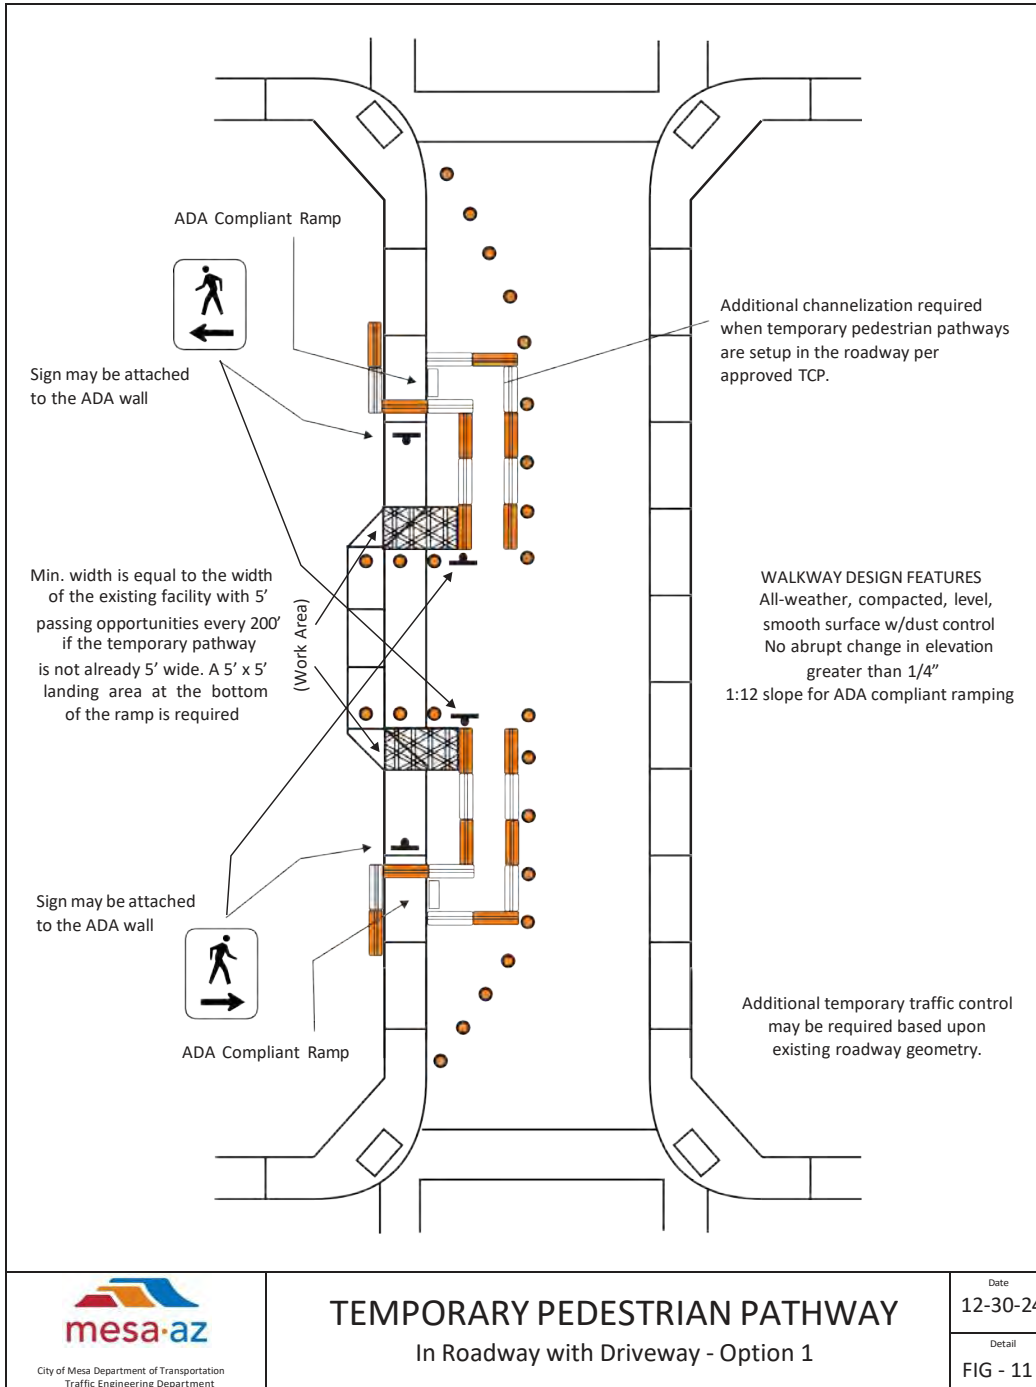 ADA Compliant Ramp
Sign may be attached
to the ADA wall
Additional channelization required
when temporary pedestrian pathways
are setup in the roadway per
approved TCP.
Min. width is equal to the width
of the existing facility with 5’
passing opportunities every 200’
if the temporary pathway
is not already 5’ wide. A 5’ x 5’
landing area at the bottom
of the ramp is required
(Work Area)
WALKWAY DESIGN FEATURES
All-weather, compacted, level,
smooth surface w/dust control
No abrupt change in elevation
greater than 1/4”
1:12 slope for ADA compliant ramping
Sign may be attached
to the ADA wall
ADA Compliant Ramp
Additional temporary traffic control
may be required based upon
existing roadway geometry.
mesa·az
City of Mesa Department of Transportation
Traffic Engineering Department
TEMPORARY PEDESTRIAN PATHWAY
In Roadway with Driveway - Option 1
Date
12-30-24
Detail
FIG - 11